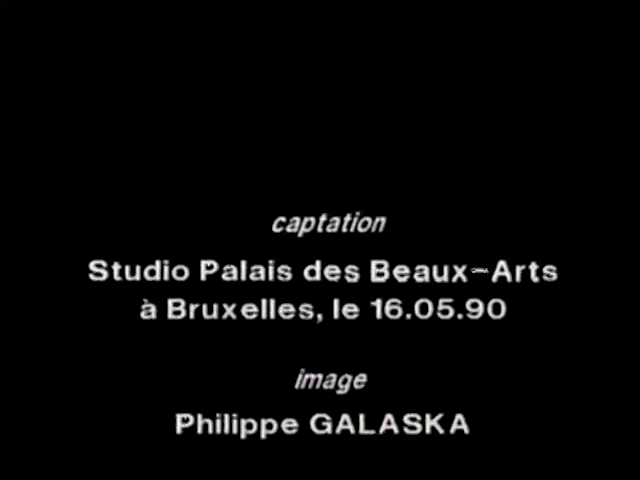 captation
Studio Palais des Beaux-Arts
à Bruxelles, le 16.05.90
image
Philippe GALASKA